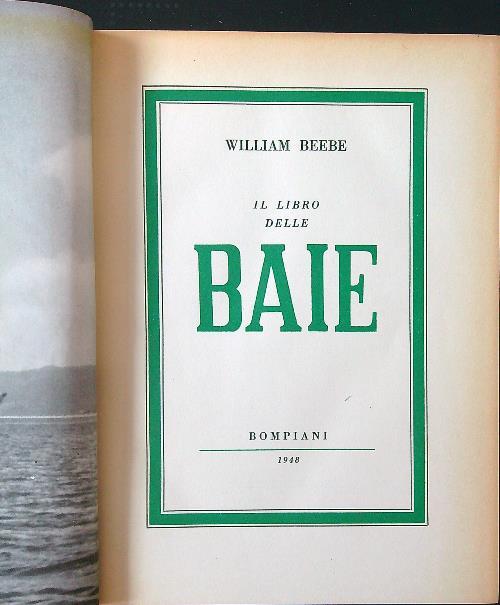 WILLIAM BEEBE
IL LIBRO
DELLE
BAIE
BOMPIANI
1948